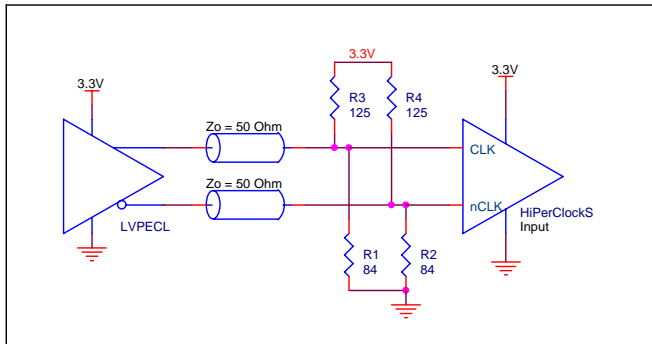 3.3V
3.3V
3.3V
R3
125
R4
125
Zo = 50 Ohm
CLK
Zo = 50 Ohm
nCLK
HiPerClockS
Input
LVPECL
R1
84
R2
84